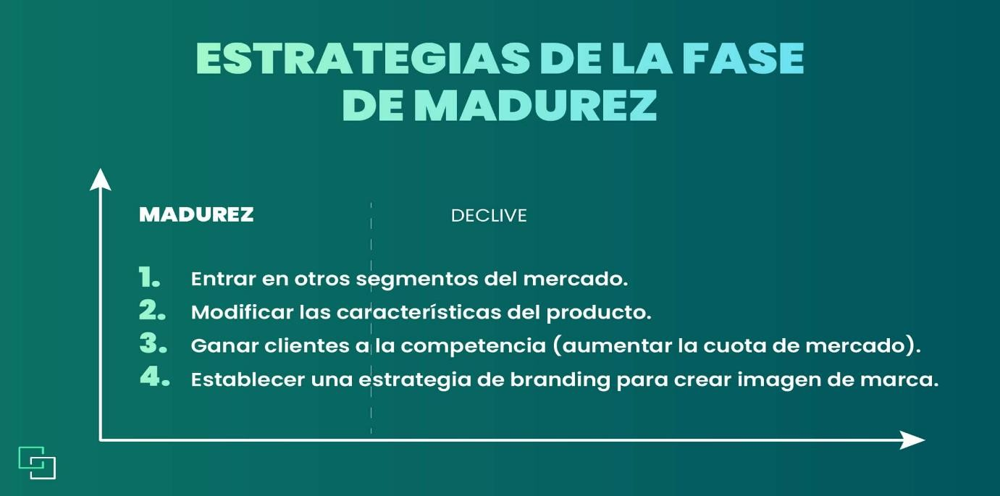 ESTRATEGIAS DE LA FASE
DE MADUREZ
MADUREZ
DECLIVE
1. Entrar en otros segmentos del mercado.
2. Modificar las características del producto.
3. Ganar clientes a la competencia (aumentar la cuota de mercado).
4. Establecer una estrategia de branding para crear imagen de marca.